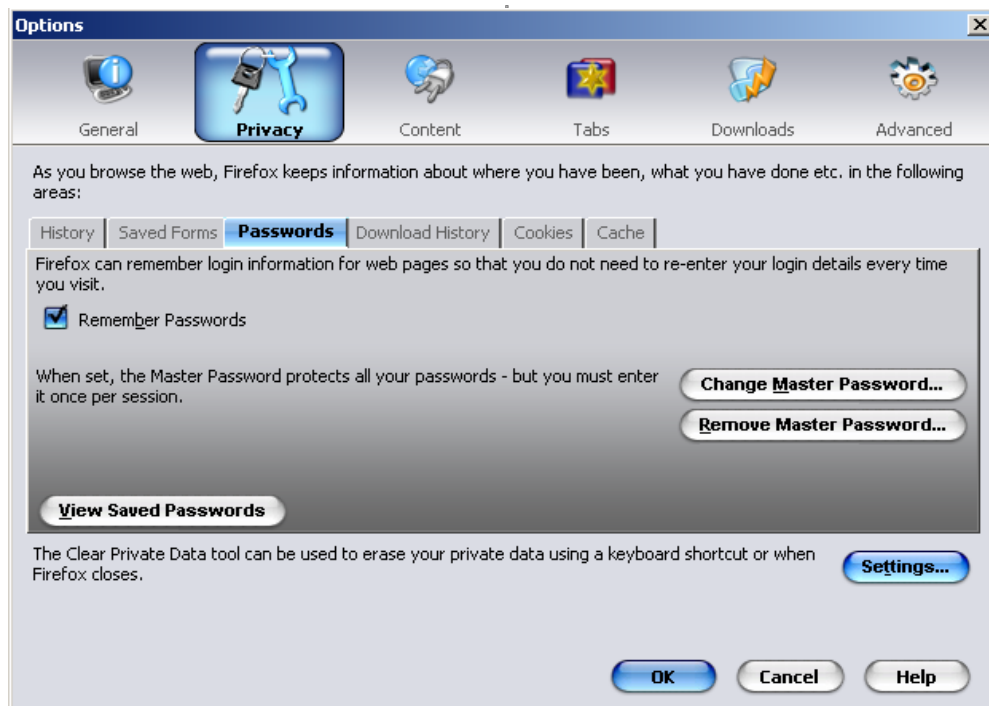 Options
General Privacy Content Tabs Downloads Advanced
As you browse the web, Firefox keeps information about where you have been, what you have done etc. in the following
areas:
History Saved Forms Passwords Download History Cookies Cache
Firefox can remember login information for web pages so that you do not need to re-enter your login details every time
you visit.
Remember Passwords
When set, the Master Password protects all your passwords - but you must enter
it once per session.
Change Master Password...
Remove Master Password...
View Saved Passwords
The Clear Private Data tool can be used to erase your private data using a keyboard shortcut or when
Firefox closes.
Settings...
OK Cancel Help